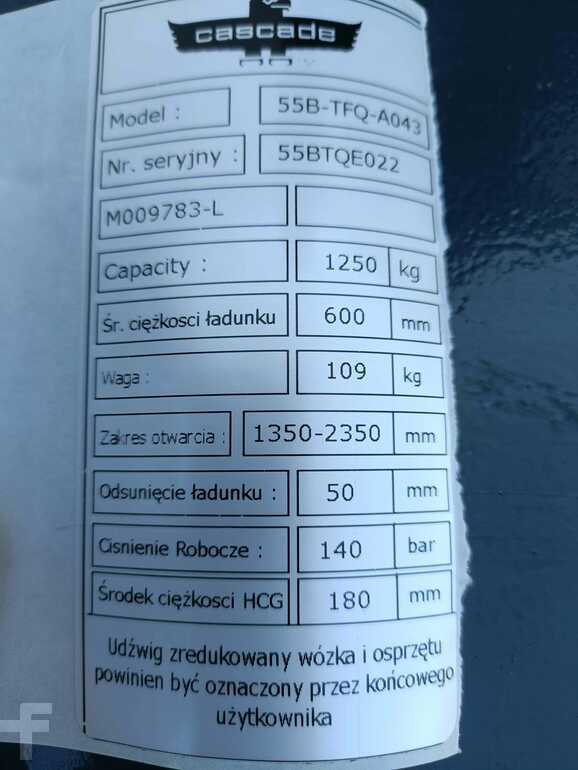 cascade
Model : 55B-TFQ-A043
Nr. seryjny : 55BTQE022
M009783-L
Capacity : 1250 kg
Śr. ciężkosci ładunku 600 mm
Waga : 109 kg
Zakres otwarcia : 1350-2350 mm
Odsunięcie ładunku : 50 mm
Cisnienie Robocze : 140 bar
Środek ciężkosci HCG 180 mm
Udźwig zredukowany wózka i osprzętu
powinien być oznaczony przez końcowego
użytkownika